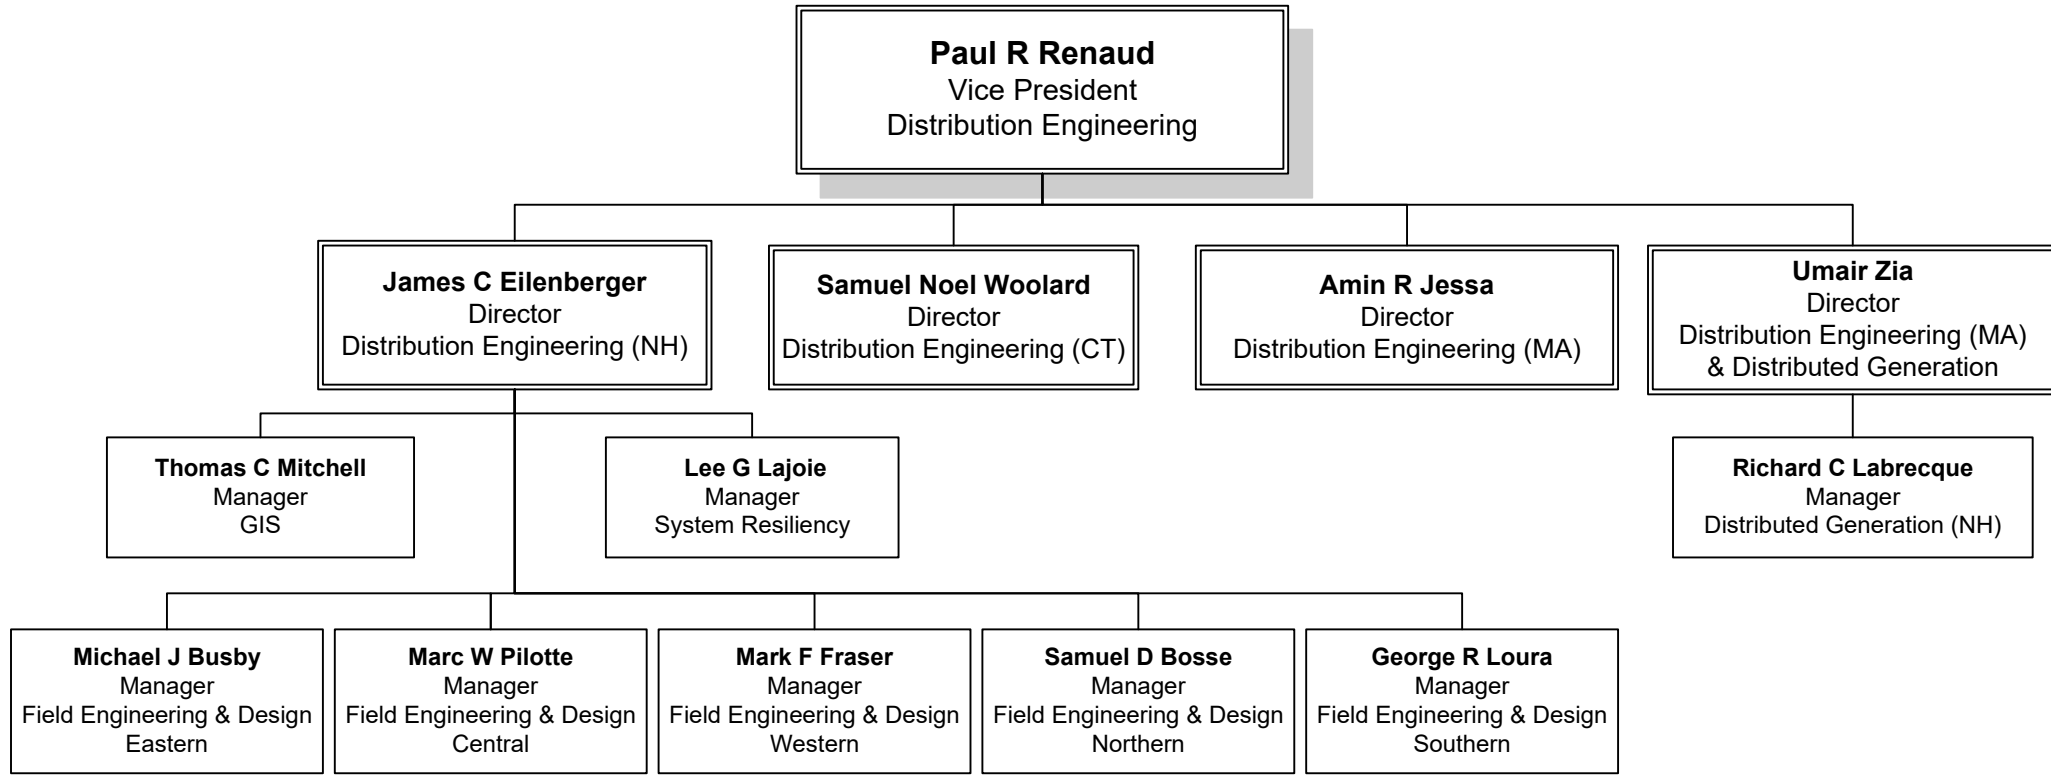 Paul R Renaud
Vice President
Distribution Engineering
James C Eilenberger
Director
Distribution Engineering (NH)
Samuel Noel Woolard
Director
Distribution Engineering (CT)
Amin R Jessa
Director
Distribution Engineering (MA)
Umair Zia
Director
Distribution Engineering (MA)
& Distributed Generation
Thomas C Mitchell
Manager
GIS
Lee G Lajoie
Manager
System Resiliency
Richard C Labrecque
Manager
Distributed Generation (NH)
Michael J Busby
Manager
Field Engineering & Design
Eastern
Marc W Pilotte
Manager
Field Engineering & Design
Central
Mark F Fraser
Manager
Field Engineering & Design
Western
Samuel D Bosse
Manager
Field Engineering & Design
Northern
George R Loura
Manager
Field Engineering & Design
Southern